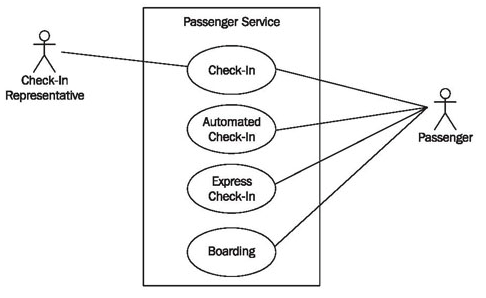 Passenger Service
Check-In
Check-In
Representative
Automated
Check-In
Passenger
Express
Check-In
Boarding